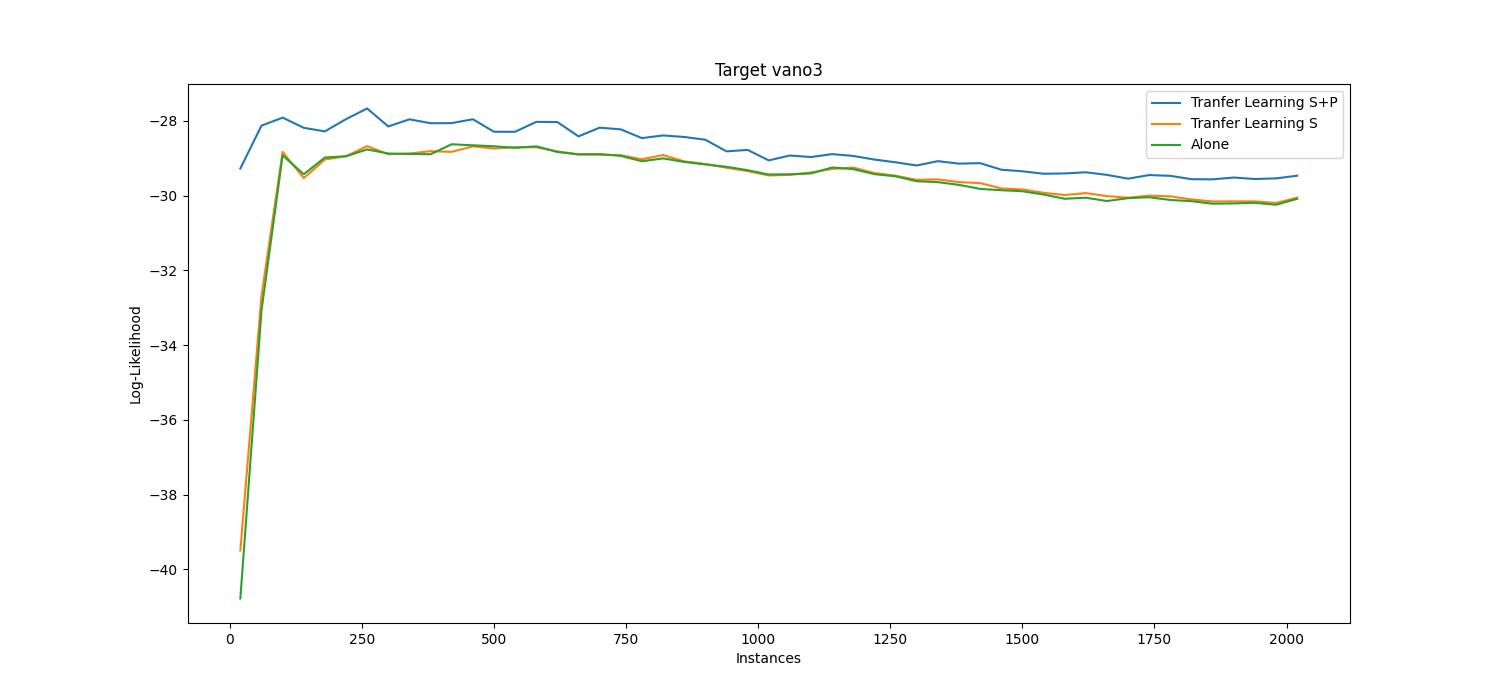 Target vano3
Tranfer Learning S+P
Tranfer Learning S
Alone
Log-Likelihood
−28
−30
−32
−34
−36
−38
−40
0
250
500
750
1000
1250
1500
1750
2000
Instances